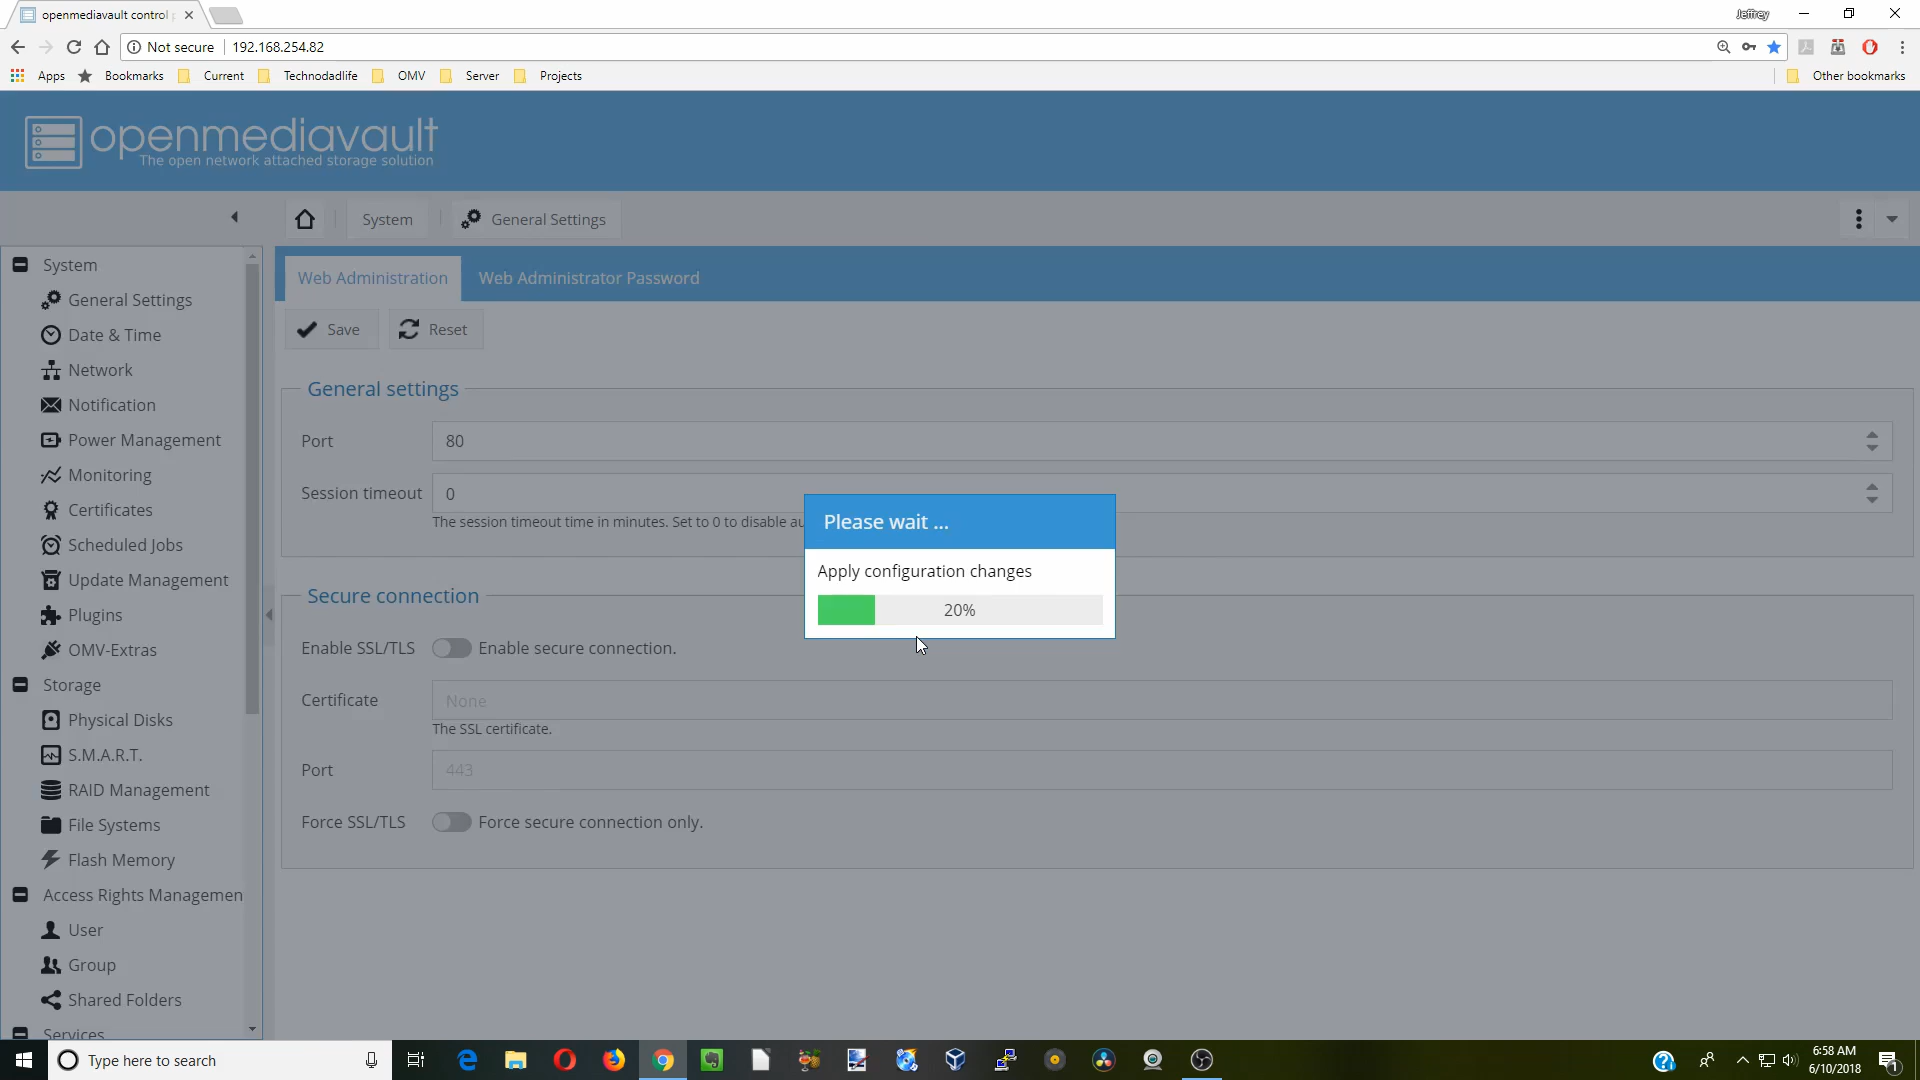 openmediavault control p
Jeffrey
Not secure
192.168.254.82
Apps
Bookmarks
Current
Technodadlife
OMV
Server
Projects
Other bookmarks
openmediavault
The open network attached storage solution
System
General Settings
System
General Settings
Date & Time
Network
Notification
Power Management
Monitoring
Certificates
Scheduled Jobs
Update Management
Plugins
OMV-Extras
Storage
Physical Disks
S.M.A.R.T.
RAID Management
File Systems
Flash Memory
Access Rights Managemen
User
Group
Shared Folders
Services
Web Administration
Web Administrator Password
Save
Reset
General settings
Port
80
Session timeout
0
The session timeout time in minutes. Set to 0 to disable au
Please wait ...
Apply configuration changes
20%
Secure connection
Enable SSL/TLS
Enable secure connection.
Certificate
None
The SSL certificate.
Port
443
Force SSL/TLS
Force secure connection only.
Type here to search
6:58 AM
6/10/2018
1